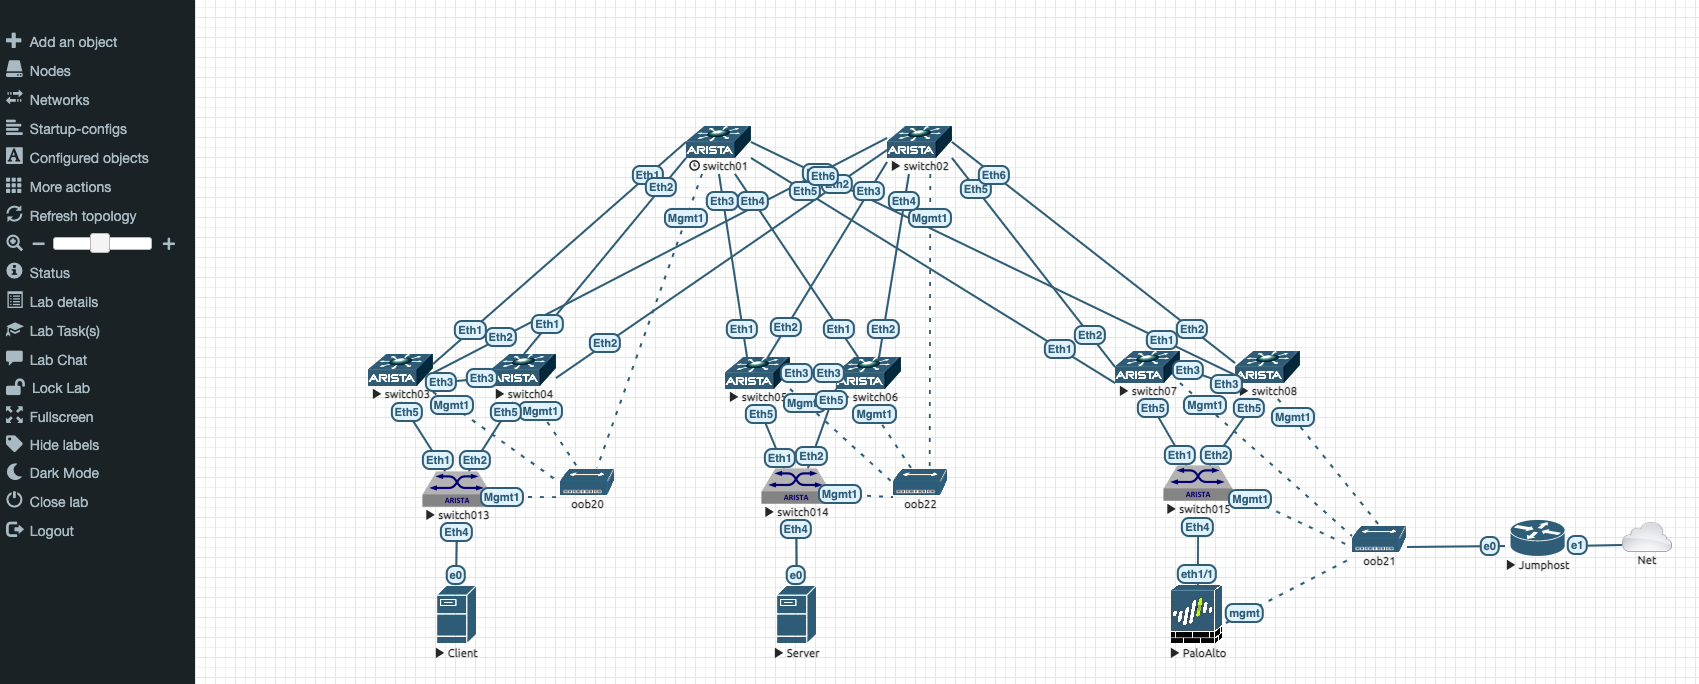 Add an object
Nodes
Networks
Startup-configs
Configured objects
More actions
Refresh topology
Status
Lab details
Lab Task(s)
Lab Chat
Lock Lab
Fullscreen
Hide labels
Dark Mode
Close lab
Logout
ARISTA
ARISTA
switch01
switch02
Eth1
Eth2
Eth6
Eth5
Eth3
Eth5
Eth6
Eth3
Eth4
Eth4
Mgmt1
Mgmt1
Eth1
Eth2
Eth1
Eth2
Eth1
Eth2
Eth1
Eth2
Eth1
Eth2
Eth1
Eth2
ARISTA
Eth3
Eth3
ARISTA
ARISTA
Eth3
Eth3
ARISTA
ARISTA
Eth3
Eth3
ARISTA
switch03
switch04
switch05
switch06
switch07
switch08
Eth5
Mgmt1
Eth5
Mgmt1
Eth5
Eth5
Mgmt1
Eth5
Mgmt1
Eth5
Mgmt1
Eth1
Eth2
Eth1
Eth2
Eth1
Eth2
ARISTA
Mgmt1
ARISTA
Mgmt1
ARISTA
Mgmt1
switch013
oob20
switch014
oob22
switch015
Eth4
Eth4
Eth4
e0
e1
oob21
Jumphost
Net
e0
e0
eth1/1
mgmt
Client
Server
PaloAlto